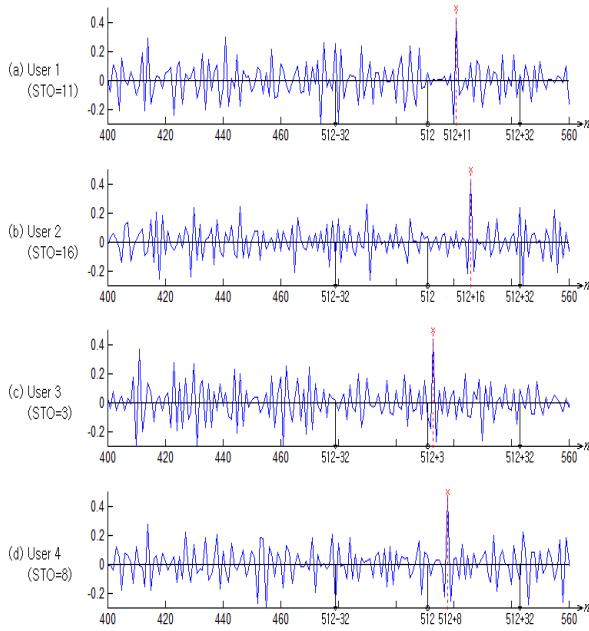 0.4
0.2
0
-0.2
(a) User 1
(STO=11)
400 420 440 460 512-32 512 512+11 512+32 560 n
0.4
0.2
0
-0.2
(b) User 2
(STO=16)
400 420 440 460 512-32 512 512+16 512+32 560 n
0.4
0.2
0
-0.2
(c) User 3
(STO=3)
400 420 440 460 512-32 512+3 512+32 560 n
0.4
0.2
0
-0.2
(d) User 4
(STO=8)
400 420 440 460 512-32 512 512+8 512+32 560 n